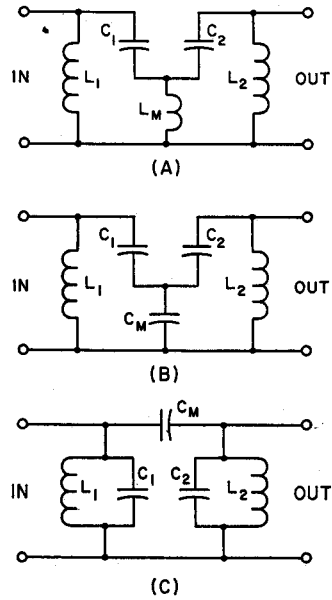 C1 C2
IN L1 L2 OUT
LM
(A)
C1 C2
IN L1 L2 OUT
CM
(B)
CM
IN L1 C1 C2 L2 OUT
(C)